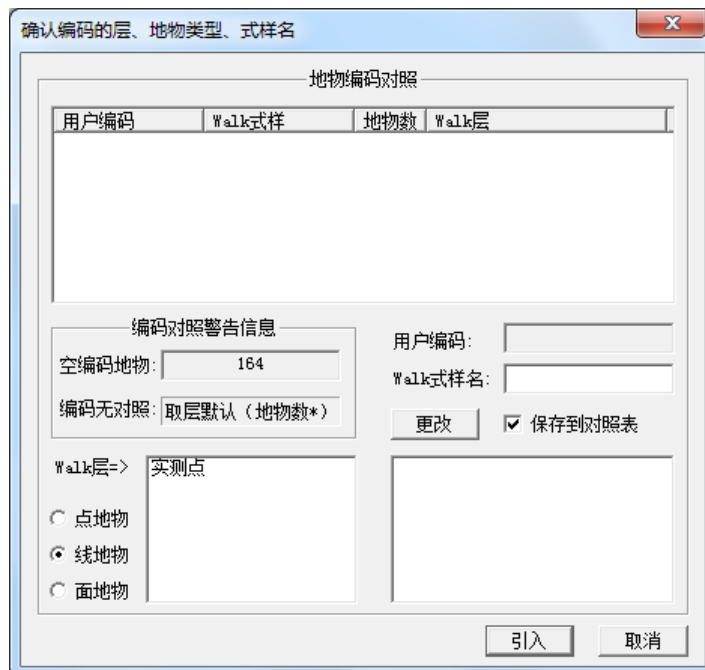 确认编码的层、地物类型、式样名
地物编码对照
用户编码 Walk式样 地物数 Walk层
编码对照警告信息
空编码地物: 164
编码无对照: 取层默认(地物数*)
用户编码:
Walk式样名:
更改 保存到对照表
Walk层=> 实测点
点地物
线地物
面地物
引入 取消